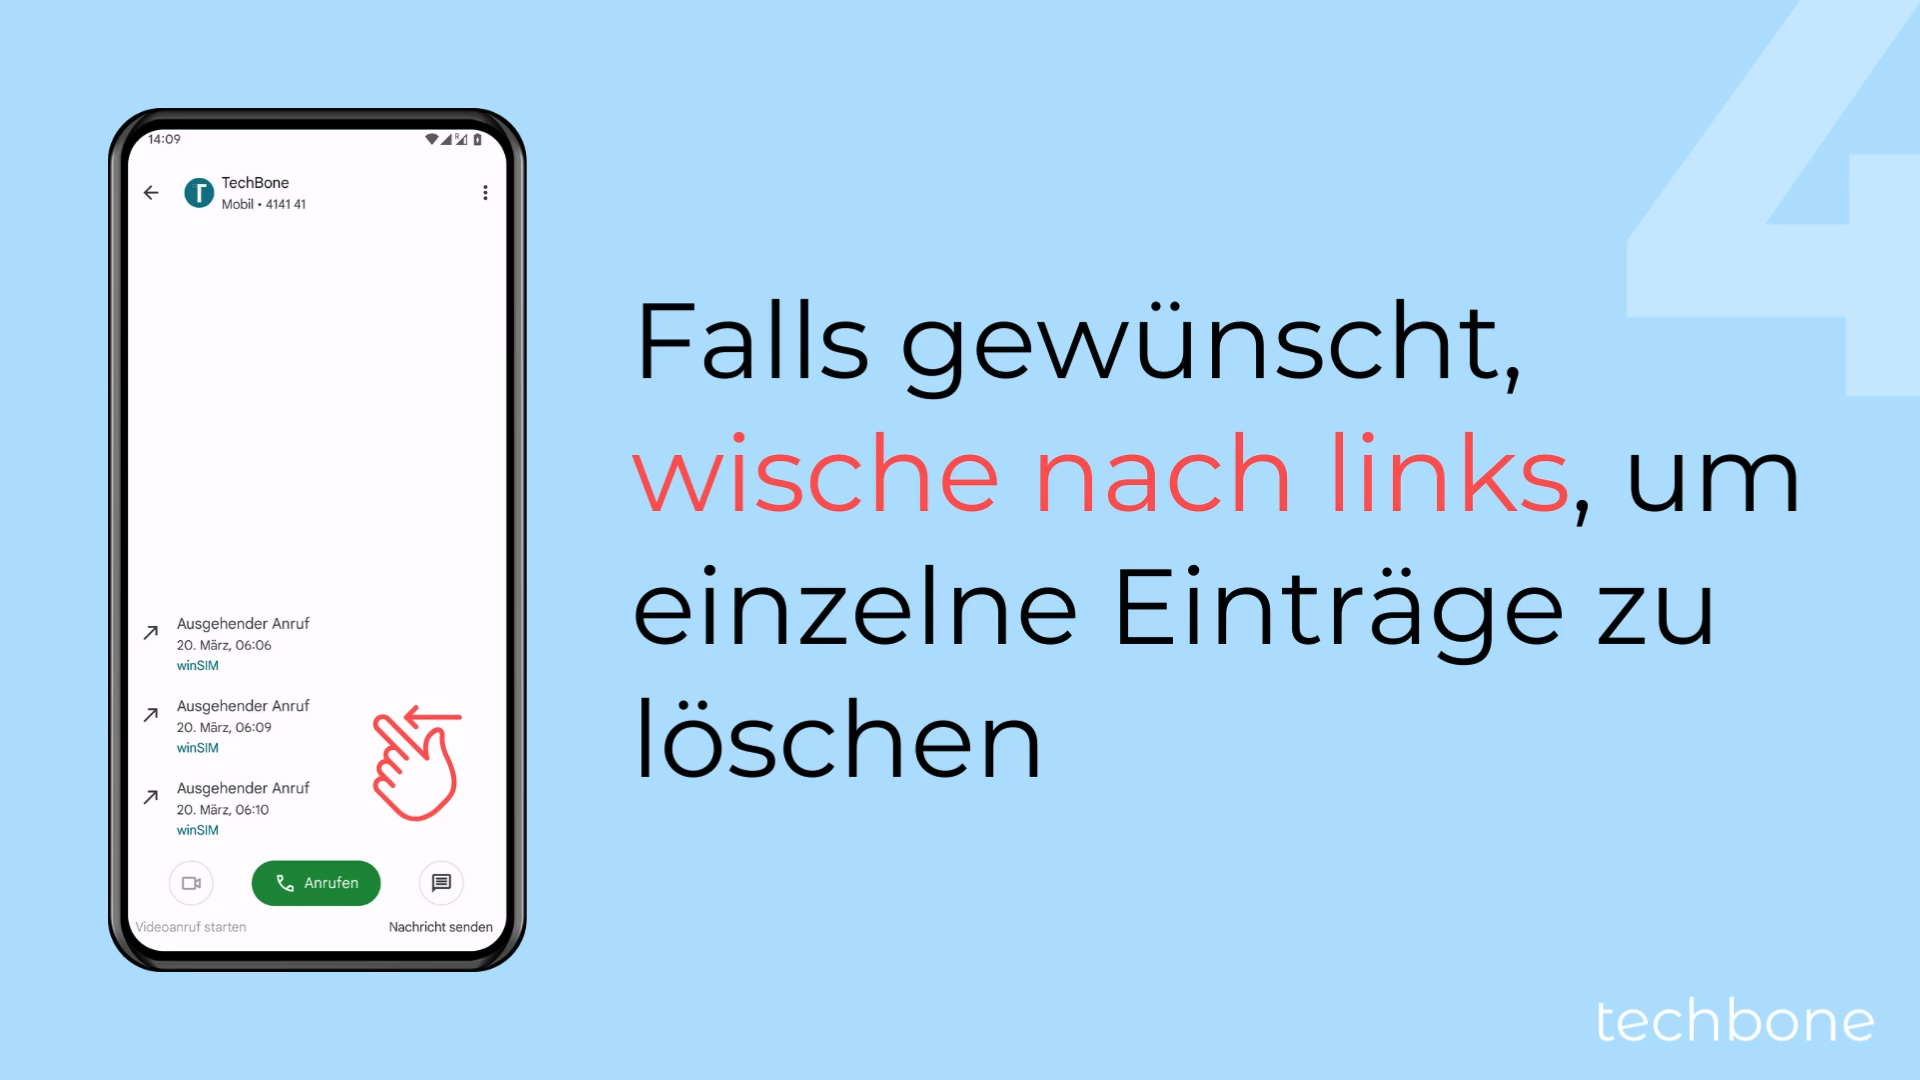 4
14:09
R
T
TechBone
Mobil • 4141 41
Ausgehender Anruf
20. März, 06:06
winSIM
Ausgehender Anruf
20. März, 06:09
winSIM
Ausgehender Anruf
20. März, 06:10
winSIM
Anrufen
Videoanruf starten
Nachricht senden
Falls gewünscht,
wische nach links, um
einzelne Einträge zu
löschen
techbone